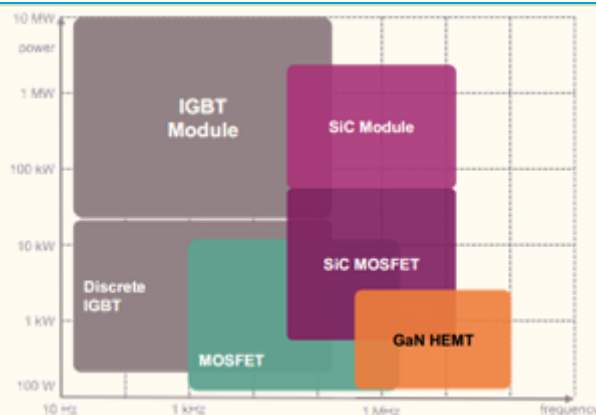 10 MW
power
1 MW
100 kW
10 kW
1 kW
100 W
IGBT
Module
SiC Module
SiC MOSFET
Discrete
IGBT
MOSFET
GaN HEMT
10 Hz
1 kHz
1 MHz
frequency